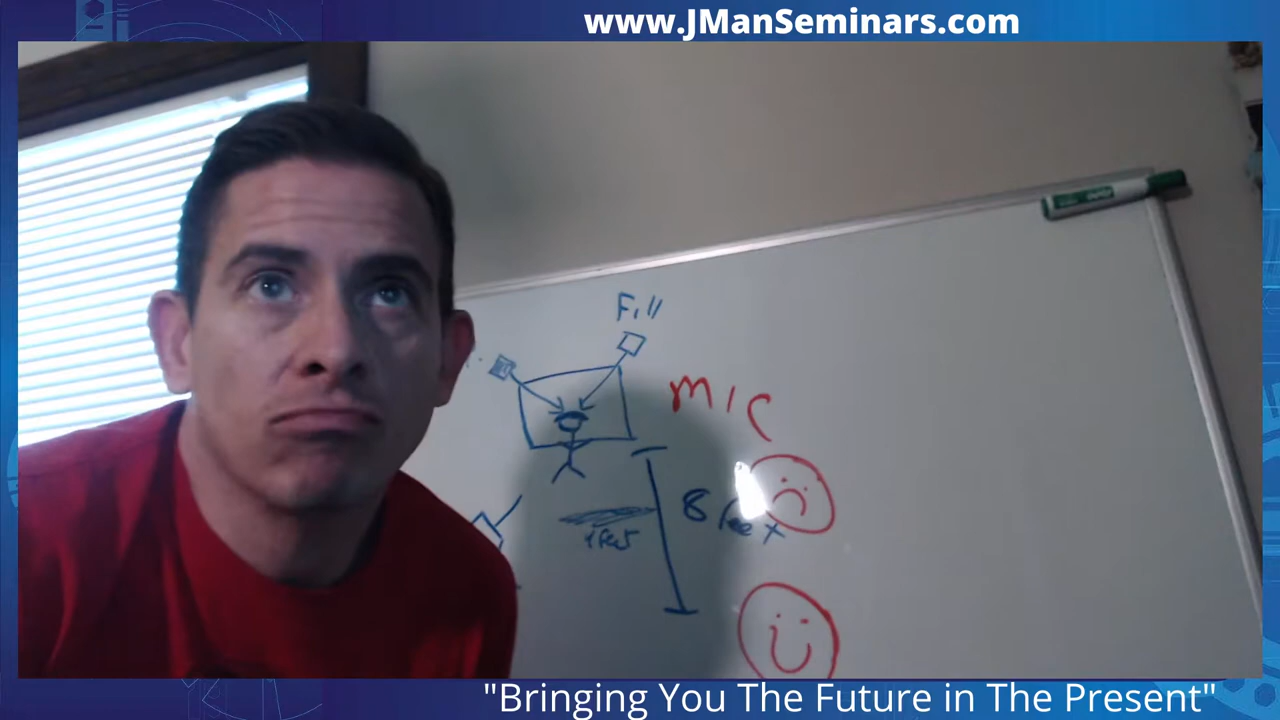 www.JManSeminars.com
Fill
MIC
8 feet
"Bringing You The Future in The Present"